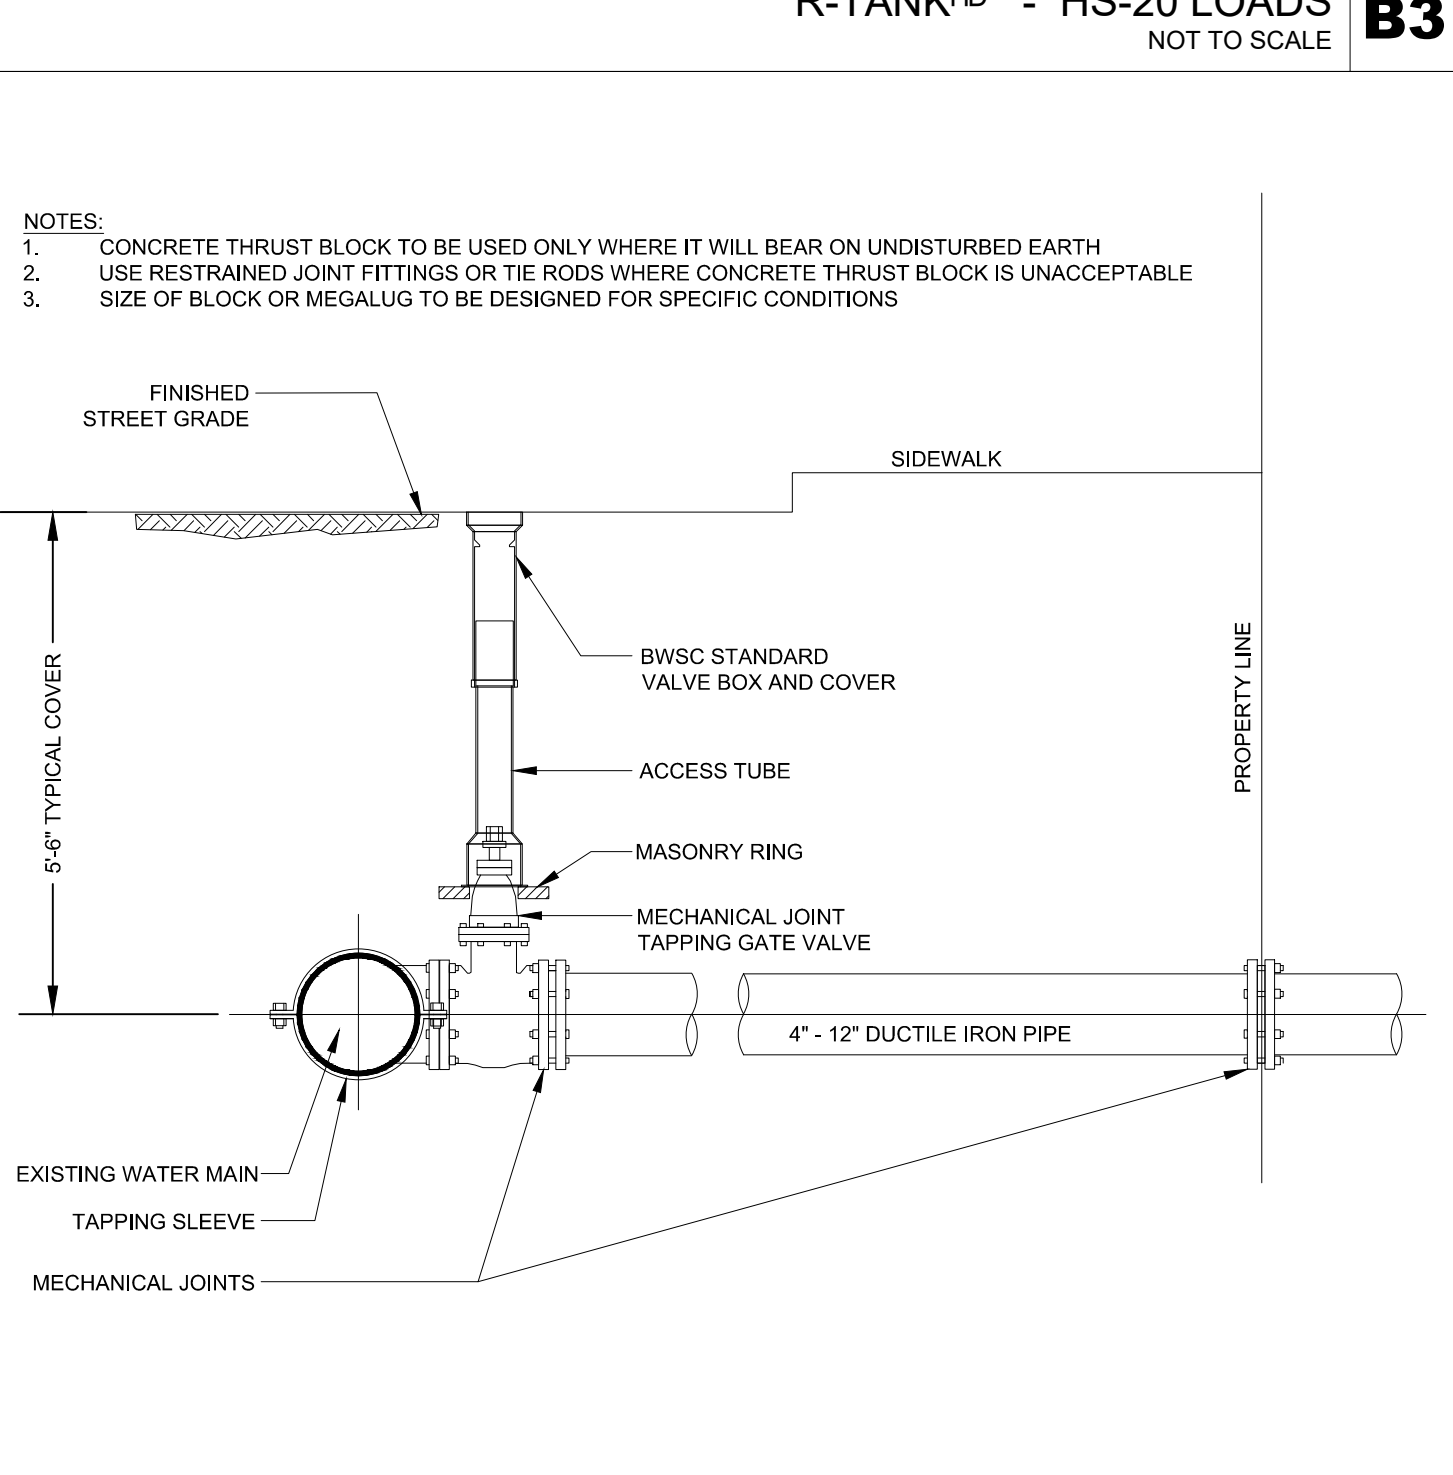 R-TANKHD - HS-20 LOADS
NOT TO SCALE
B3
NOTES:
1. CONCRETE THRUST BLOCK TO BE USED ONLY WHERE IT WILL BEAR ON UNDISTURBED EARTH
2. USE RESTRAINED JOINT FITTINGS OR TIE RODS WHERE CONCRETE THRUST BLOCK IS UNACCEPTABLE
3. SIZE OF BLOCK OR MEGALUG TO BE DESIGNED FOR SPECIFIC CONDITIONS
FINISHED
STREET GRADE
SIDEWALK
5'-6" TYPICAL COVER
BWSC STANDARD
VALVE BOX AND COVER
PROPERTY LINE
ACCESS TUBE
MASONRY RING
MECHANICAL JOINT
TAPPING GATE VALVE
4" - 12" DUCTILE IRON PIPE
EXISTING WATER MAIN
TAPPING SLEEVE
MECHANICAL JOINTS